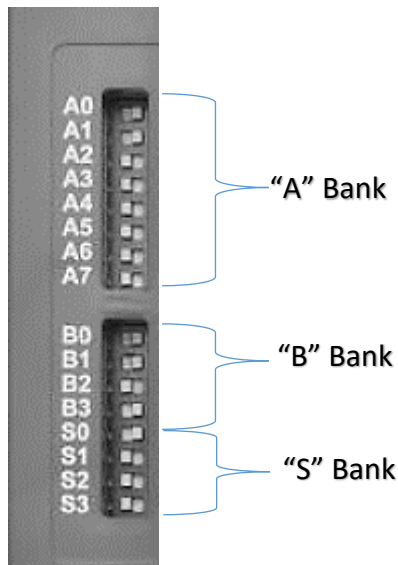 A0
A1
A2
A3
A4
A5
A6
A7
"A" Bank
B0
B1
B2
B3
"B" Bank
S0
S1
S2
S3
"S" Bank